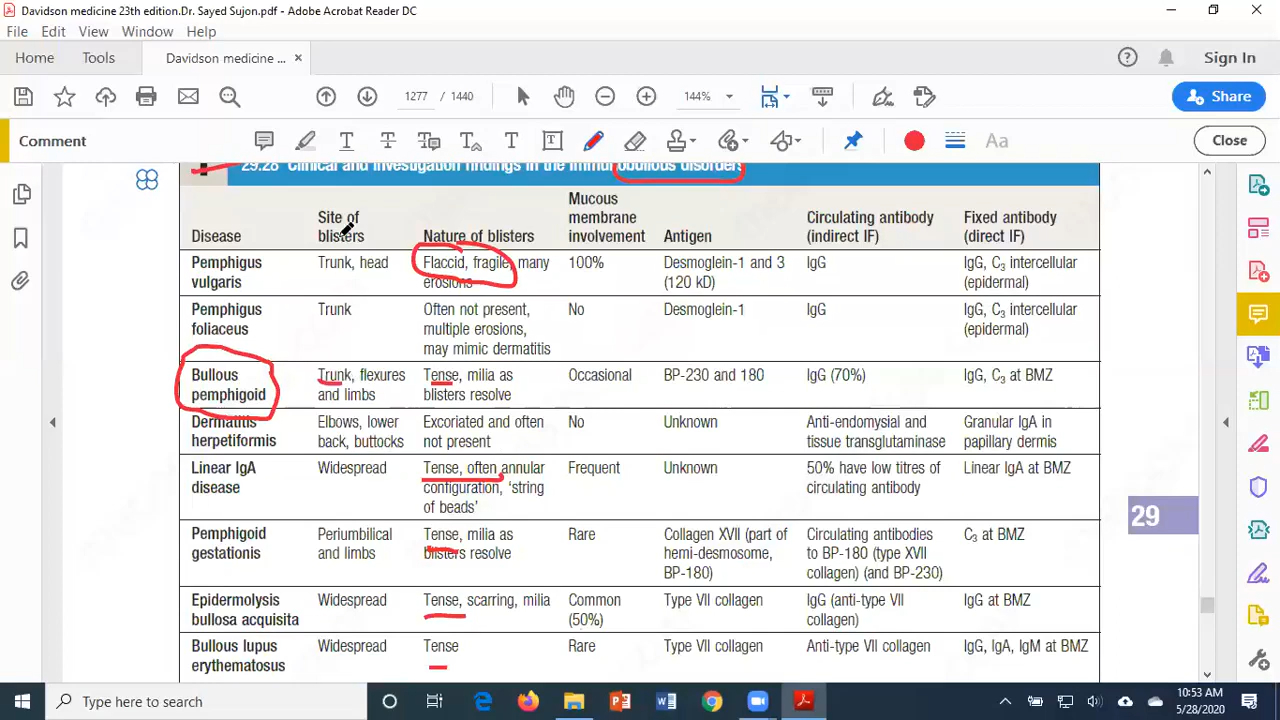 Davidson medicine 23th edition.Dr. Sayed Sujon.pdf - Adobe Acrobat Reader DC
File Edit View Window Help
Home Tools Davidson medicine ... × Sign In
1277 / 1440 144% Share
Comment Close
29.28 Clinical and investigation findings in the immunobullous disorders
Disease Site of blisters Nature of blisters Mucous membrane involvement Antigen Circulating antibody (indirect IF) Fixed antibody (direct IF)
Pemphigus vulgaris Trunk, head Flaccid, fragile, many erosions 100% Desmoglein-1 and 3 (120 kD) IgG IgG, C3 intercellular (epidermal)
Pemphigus foliaceus Trunk Often not present, multiple erosions, may mimic dermatitis No Desmoglein-1 IgG IgG, C3 intercellular (epidermal)
Bullous pemphigoid Trunk, flexures and limbs Tense, milia as blisters resolve Occasional BP-230 and 180 IgG (70%) IgG, C3 at BMZ
Dermatitis herpetiformis Elbows, lower back, buttocks Excoriated and often not present No Unknown Anti-endomysial and tissue transglutaminase Granular IgA in papillary dermis
Linear IgA disease Widespread Tense, often annular configuration, ‘string of beads’ Frequent Unknown 50% have low titres of circulating antibody Linear IgA at BMZ
Pemphigoid gestationis Periumbilical and limbs Tense, milia as blisters resolve Rare Collagen XVII (part of hemi-desmosome, BP-180) Circulating antibodies to BP-180 (type XVII collagen) (and BP-230) C3 at BMZ
Epidermolysis bullosa acquisita Widespread Tense, scarring, milia Common (50%) Type VII collagen IgG (anti-type VII collagen) IgG at BMZ
Bullous lupus erythematosus Widespread Tense Rare Type VII collagen Anti-type VII collagen IgG, IgA, IgM at BMZ
29
Type here to search
10:53 AM
5/28/2020